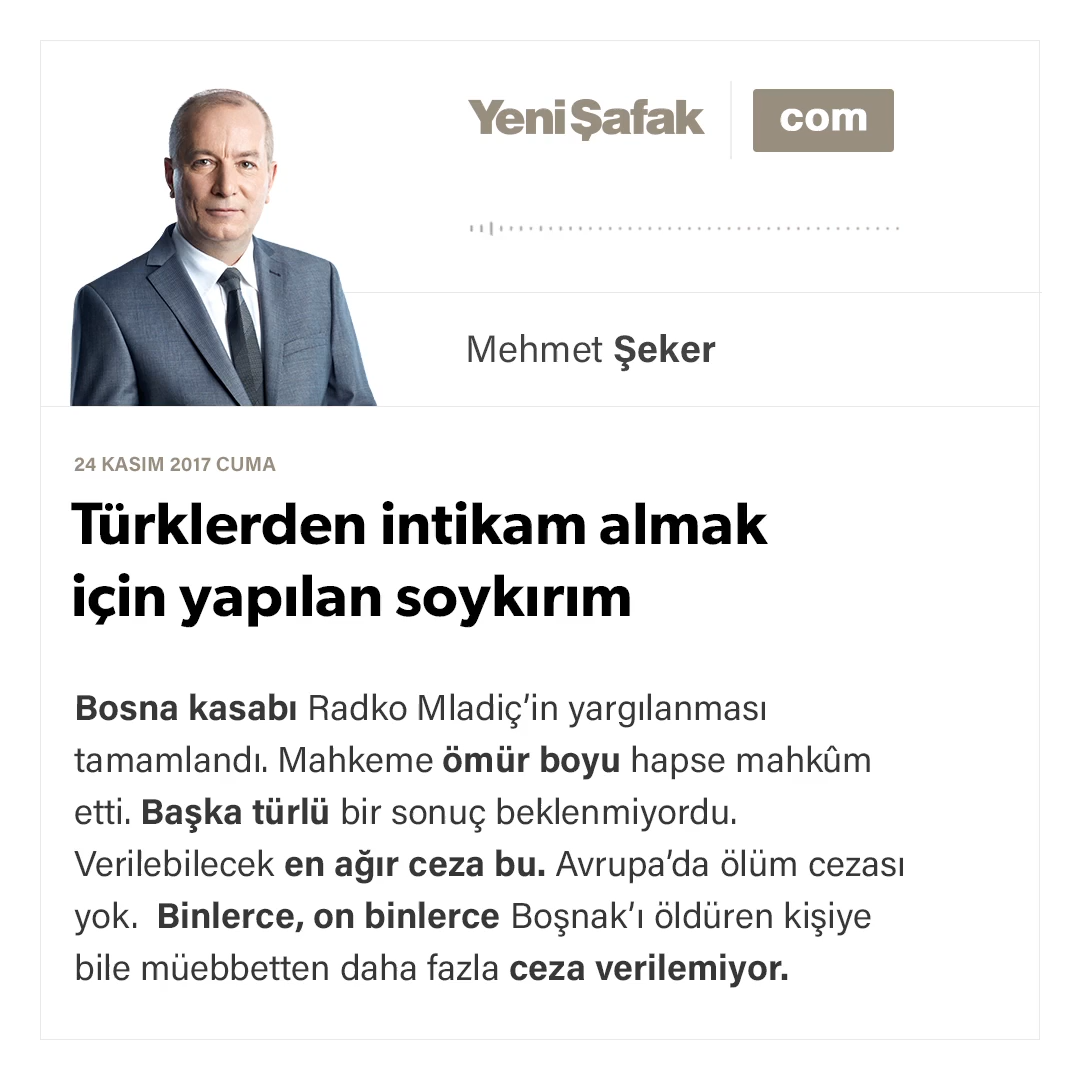 YeniŞafak com
Mehmet Şeker
24 KASIM 2017 CUMA
Türklerden intikam almak
için yapılan soykırım
Bosna kasabı Radko Mladiç’in yargılanması
tamamlandı. Mahkeme ömür boyu hapse mahkûm
etti. Başka türlü bir sonuç beklenmiyordu.
Verilebilecek en ağır ceza bu. Avrupa’da ölüm cezası
yok. Binlerce, on binlerce Boşnak’ı öldüren kişiye
bile müebbetten daha fazla ceza verilemiyor.